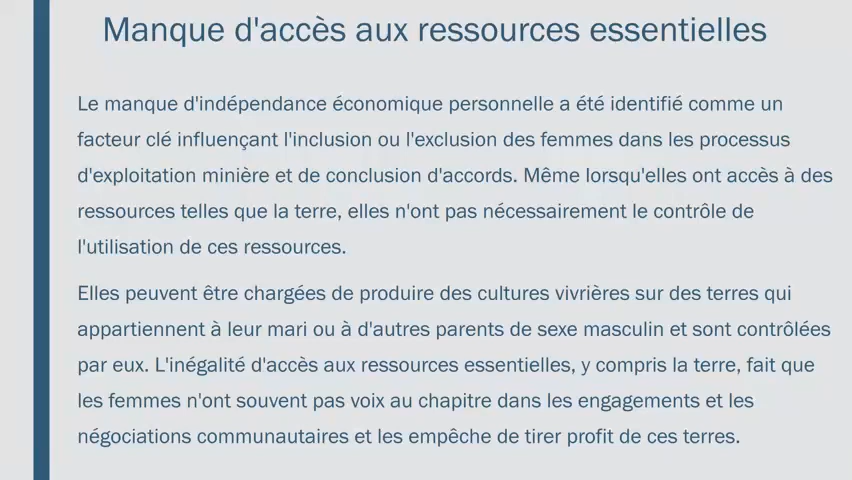 Manque d'accès aux ressources essentielles
Le manque d'indépendance économique personnelle a été identifié comme un
facteur clé influençant l'inclusion ou l'exclusion des femmes dans les processus
d'exploitation minière et de conclusion d'accords. Même lorsqu'elles ont accès à des
ressources telles que la terre, elles n'ont pas nécessairement le contrôle de
l'utilisation de ces ressources.
Elles peuvent être chargées de produire des cultures vivrières sur des terres qui
appartiennent à leur mari ou à d'autres parents de sexe masculin et sont contrôlées
par eux. L'inégalité d'accès aux ressources essentielles, y compris la terre, fait que
les femmes n'ont souvent pas voix au chapitre dans les engagements et les
négociations communautaires et les empêche de tirer profit de ces terres.